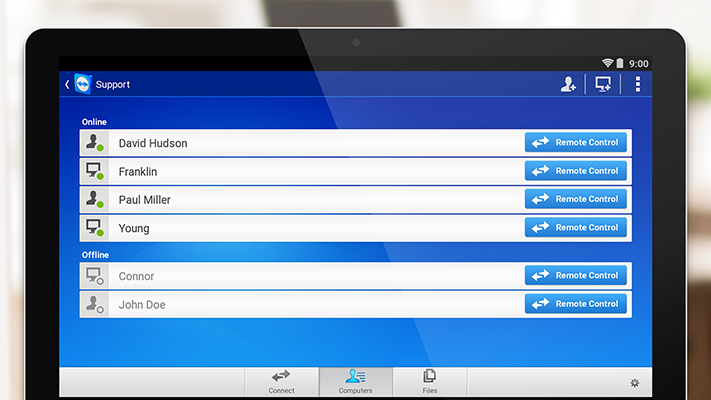 9:00
Support
Online
David Hudson Remote Control
Franklin Remote Control
Paul Miller Remote Control
Young Remote Control
Offline
Connor Remote Control
John Doe Remote Control
Connect Computers Files